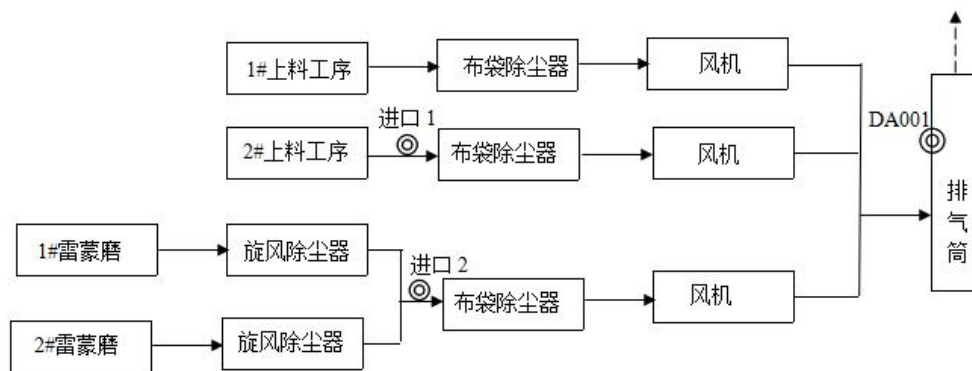 1#上料工序
布袋除尘器
风机
进口 1
DA001
2#上料工序
布袋除尘器
风机
排气筒
1#雷蒙磨
旋风除尘器
进口 2
布袋除尘器
风机
2#雷蒙磨
旋风除尘器